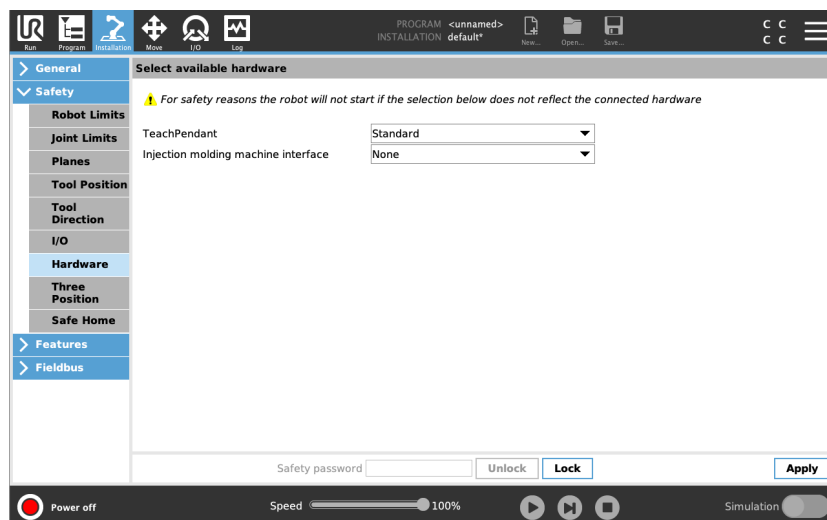 PROGRAM <unnamed>
INSTALLATION default*
UR
Run
Program
Installation
Move
I/O
Log
New...
Open...
Save...
C C
C C
General
Safety
Robot Limits
Joint Limits
Planes
Tool Position
Tool
Direction
I/O
Hardware
Three
Position
Safe Home
Features
Fieldbus
Select available hardware
For safety reasons the robot will not start if the selection below does not reflect the connected hardware
TeachPendant Standard
Injection molding machine interface None
Safety password Unlock Lock Apply
Power off Speed 100% Simulation